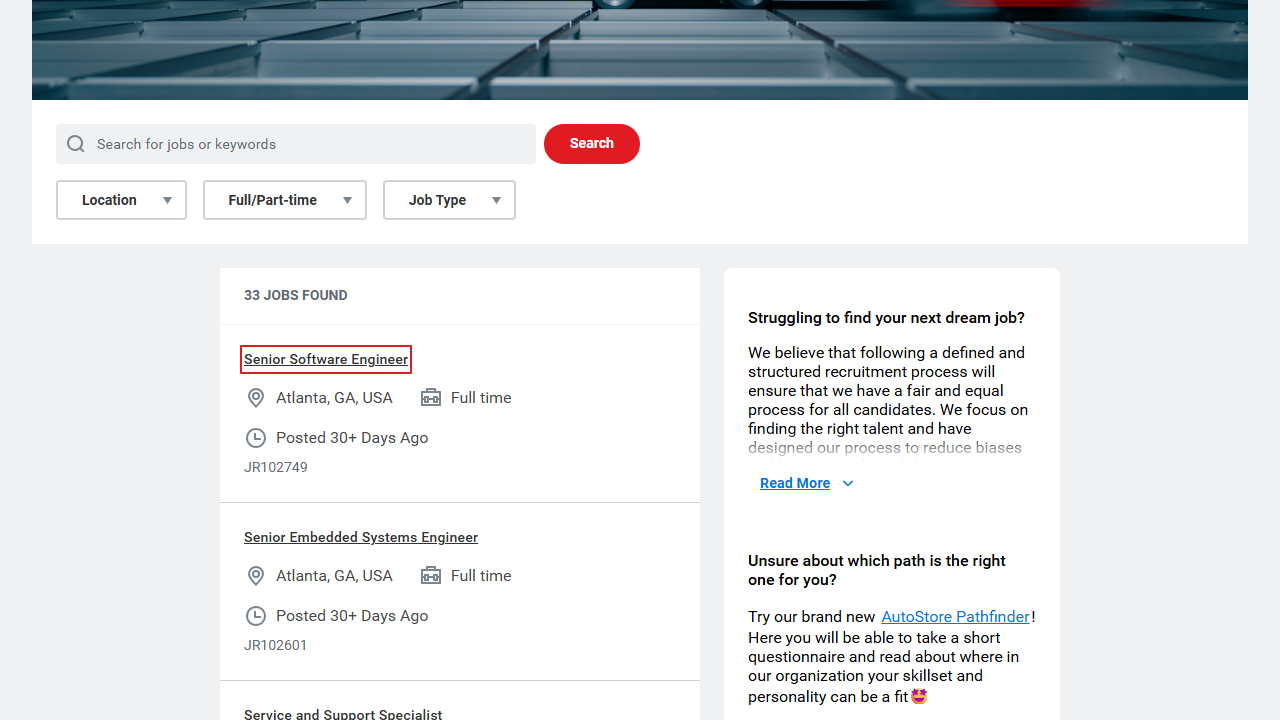 Search for jobs or keywords
Search
Location
Full/Part-time
Job Type
33 JOBS FOUND
Senior Software Engineer
Atlanta, GA, USA
Full time
Posted 30+ Days Ago
JR102749
Senior Embedded Systems Engineer
Atlanta, GA, USA
Full time
Posted 30+ Days Ago
JR102601
Service and Support Specialist
Struggling to find your next dream job?
We believe that following a defined and
structured recruitment process will
ensure that we have a fair and equal
process for all candidates. We focus on
finding the right talent and have
designed our process to reduce biases
Read More
Unsure about which path is the right
one for you?
Try our brand new AutoStore Pathfinder!
Here you will be able to take a short
questionnaire and read about where in
our organization your skillset and
personality can be a fit🤩